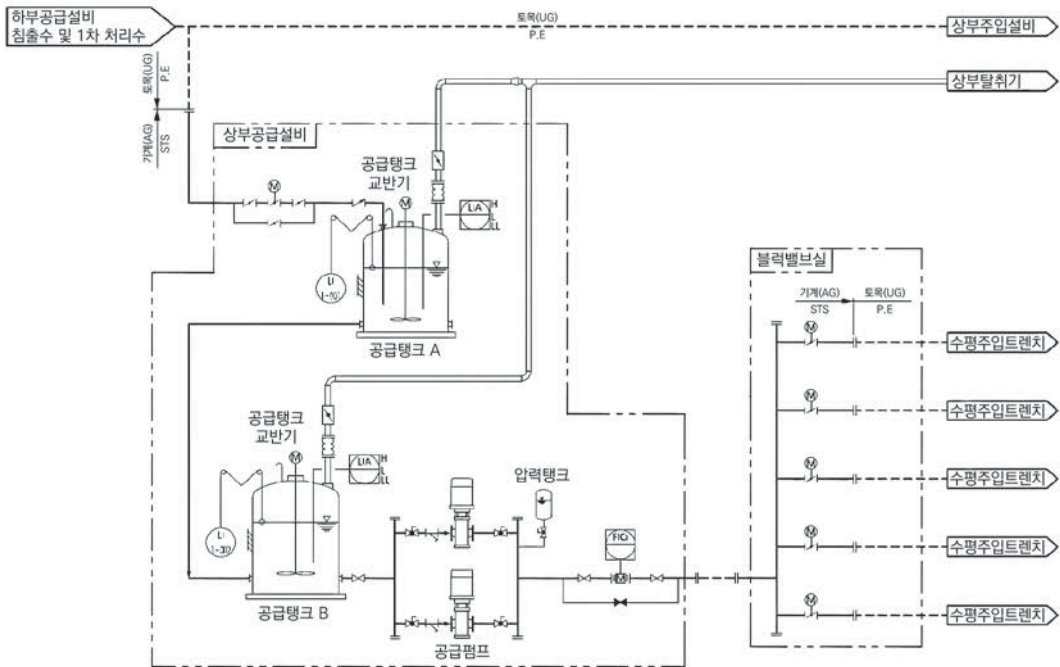 하부공급설비
침출수 및 1차 처리수
토목(UG)
P.E
상부주입설비
상부탈취기
토목(UG)
P.E
기계(AG)
STS
상부공급설비
공급탱크
교반기
M
M
LIA
H
L
LL
LI
공급탱크 A
블럭밸브실
기계(AG)
STS
토목(UG)
P.E
M
수평주입트렌치
M
수평주입트렌치
M
수평주입트렌치
M
수평주입트렌치
M
수평주입트렌치
공급탱크
교반기
M
LIA
H
L
LL
LI
공급탱크 B
압력탱크
M
공급펌프